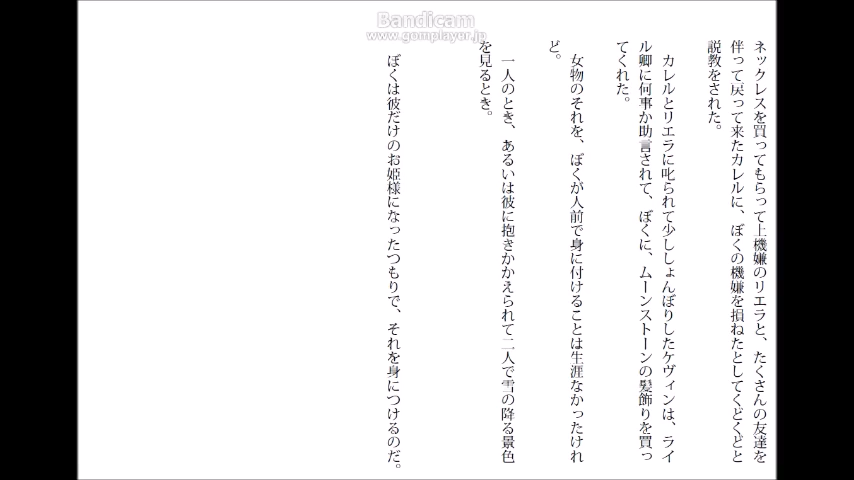 Bandicam
www.gomplayer.jp
ネックレスを買ってもらって上機嫌のリエラと、たくさんの友達を
伴って戻って来たカレルに、ぼくの機嫌を損ねたとしてくどくどと
説教をされた。
カレルとリエラに叱られて少ししょんぼりしたケヴィンは、ライ
ル卿に何事か助言されて、ぼくに、ムーンストーンの髪飾りを買っ
てくれた。
女物のそれを、ぼくが人前で身に付けることは生涯なかったけれ
ど。
一人のとき、あるいは彼に抱きかかえられて二人で雪の降る景色
を見るとき。
ぼくは彼だけのお姫様になったつもりで、それを身につけるのだ。